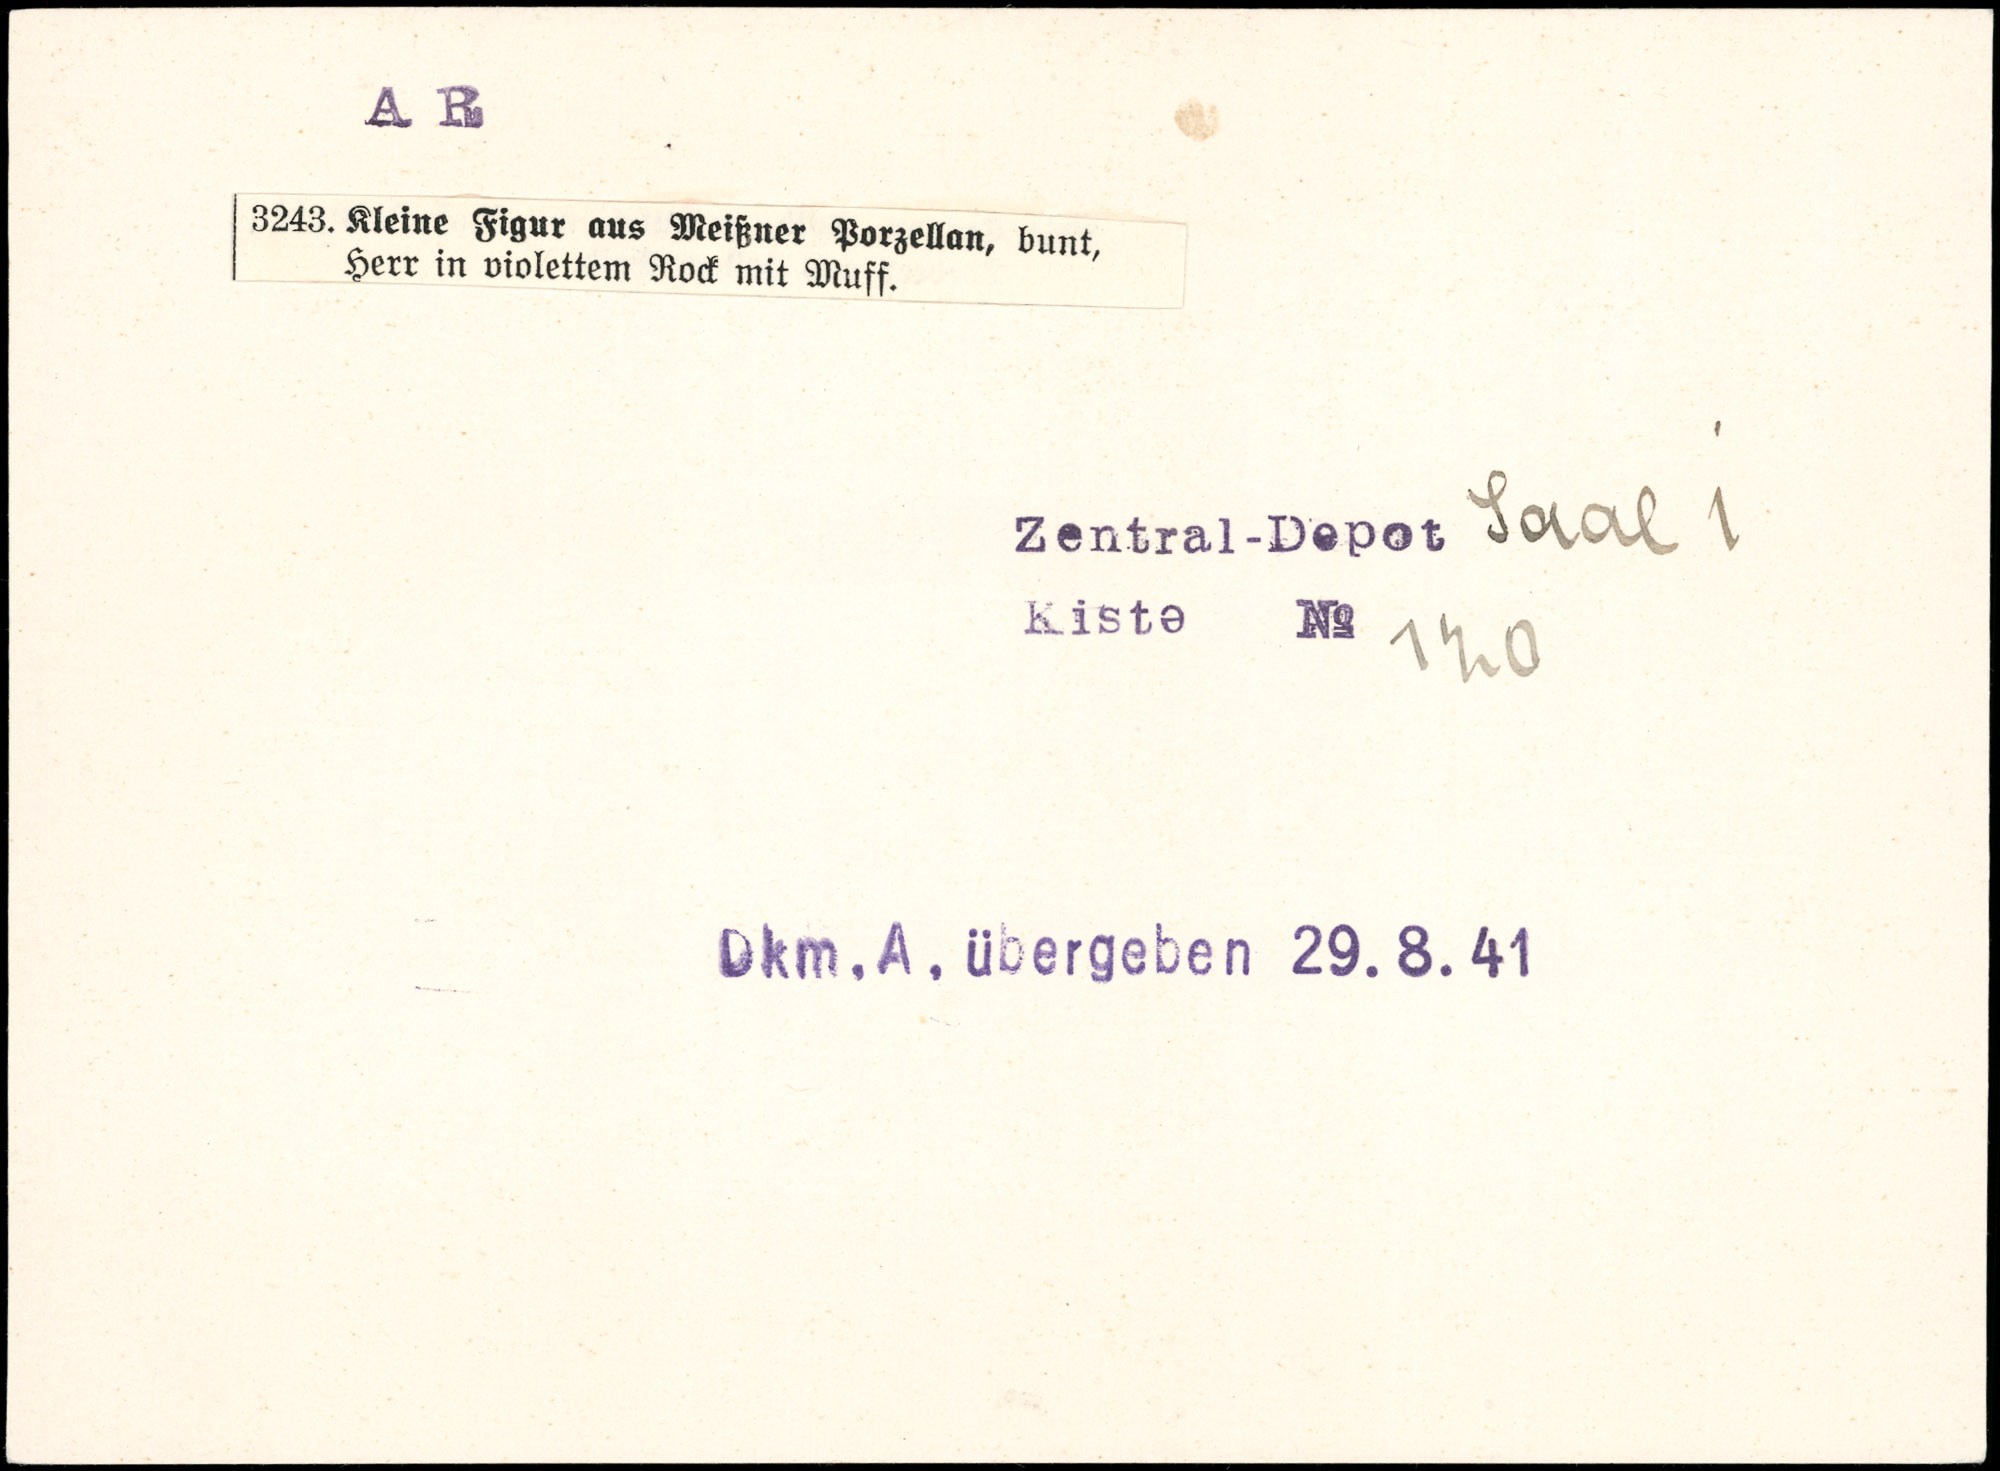 A R
3243. Kleine Figur aus Meißner Porzellan, bunt,
Herr in violettem Rock mit Muff.
Zentral-Depot Saal 1
Kiste № 170
Dkm. A. übergeben 29. 8. 41